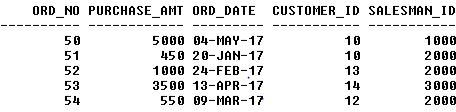 ORD_NO PURCHASE_AMT ORD_DATE CUSTOMER_ID SALESMAN_ID
---------- ------------ --------- ----------- -----------
50 5000 04-MAY-17 10 1000
51 450 20-JAN-17 10 2000
52 1000 24-FEB-17 13 2000
53 3500 13-APR-17 14 3000
54 550 09-MAR-17 12 2000